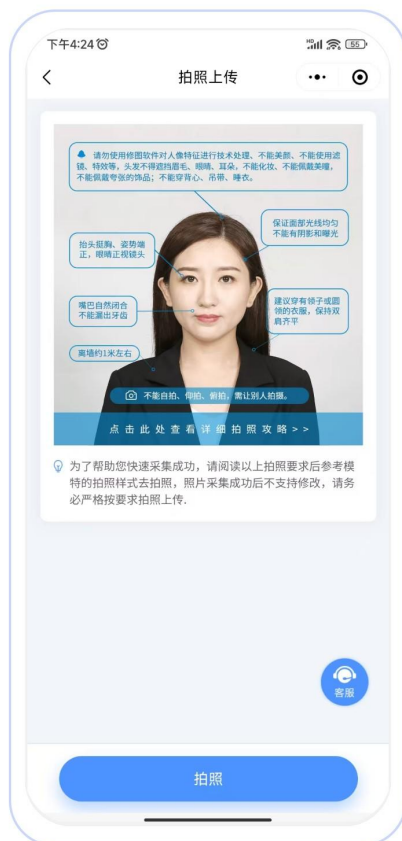 下午4:24
HD
55
拍照上传
请勿使用修图软件对人像特征进行技术处理、不能美颜、不能使用滤
镜、特效等，头发不得遮挡眉毛、眼睛、耳朵，不能化妆、不能佩戴美瞳，
不能佩戴夸张的饰品；不能穿背心、吊带、睡衣。
保证面部光线均匀
不能有阴影和曝光
抬头挺胸、姿势端
正，眼睛正视镜头
嘴巴自然闭合
不能漏出牙齿
建议穿有领子或圆
领的衣服，保持双
肩齐平
离墙约1米左右
不能自拍、仰拍、俯拍，需让别人拍摄。
点击此处查看详细拍照攻略>>
为了帮助您快速采集成功，请阅读以上拍照要求后参考模
特的拍照样式去拍照，照片采集成功后不支持修改，请务
必严格按要求拍照上传.
客服
拍照